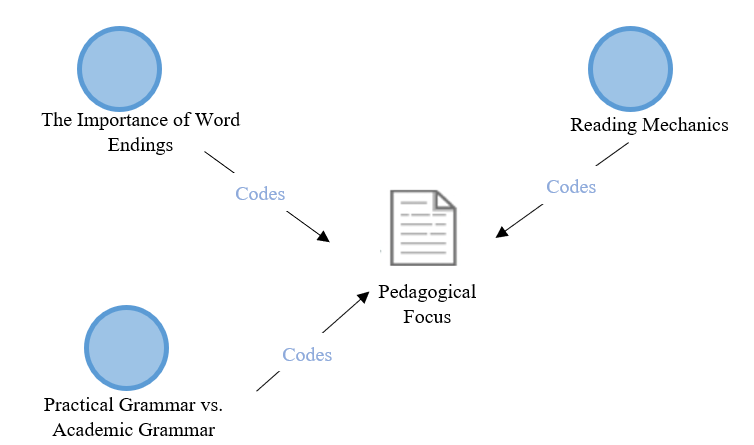 The Importance of Word
Endings
Reading Mechanics
Codes
Codes
Pedagogical
Focus
Codes
Practical Grammar vs.
Academic Grammar